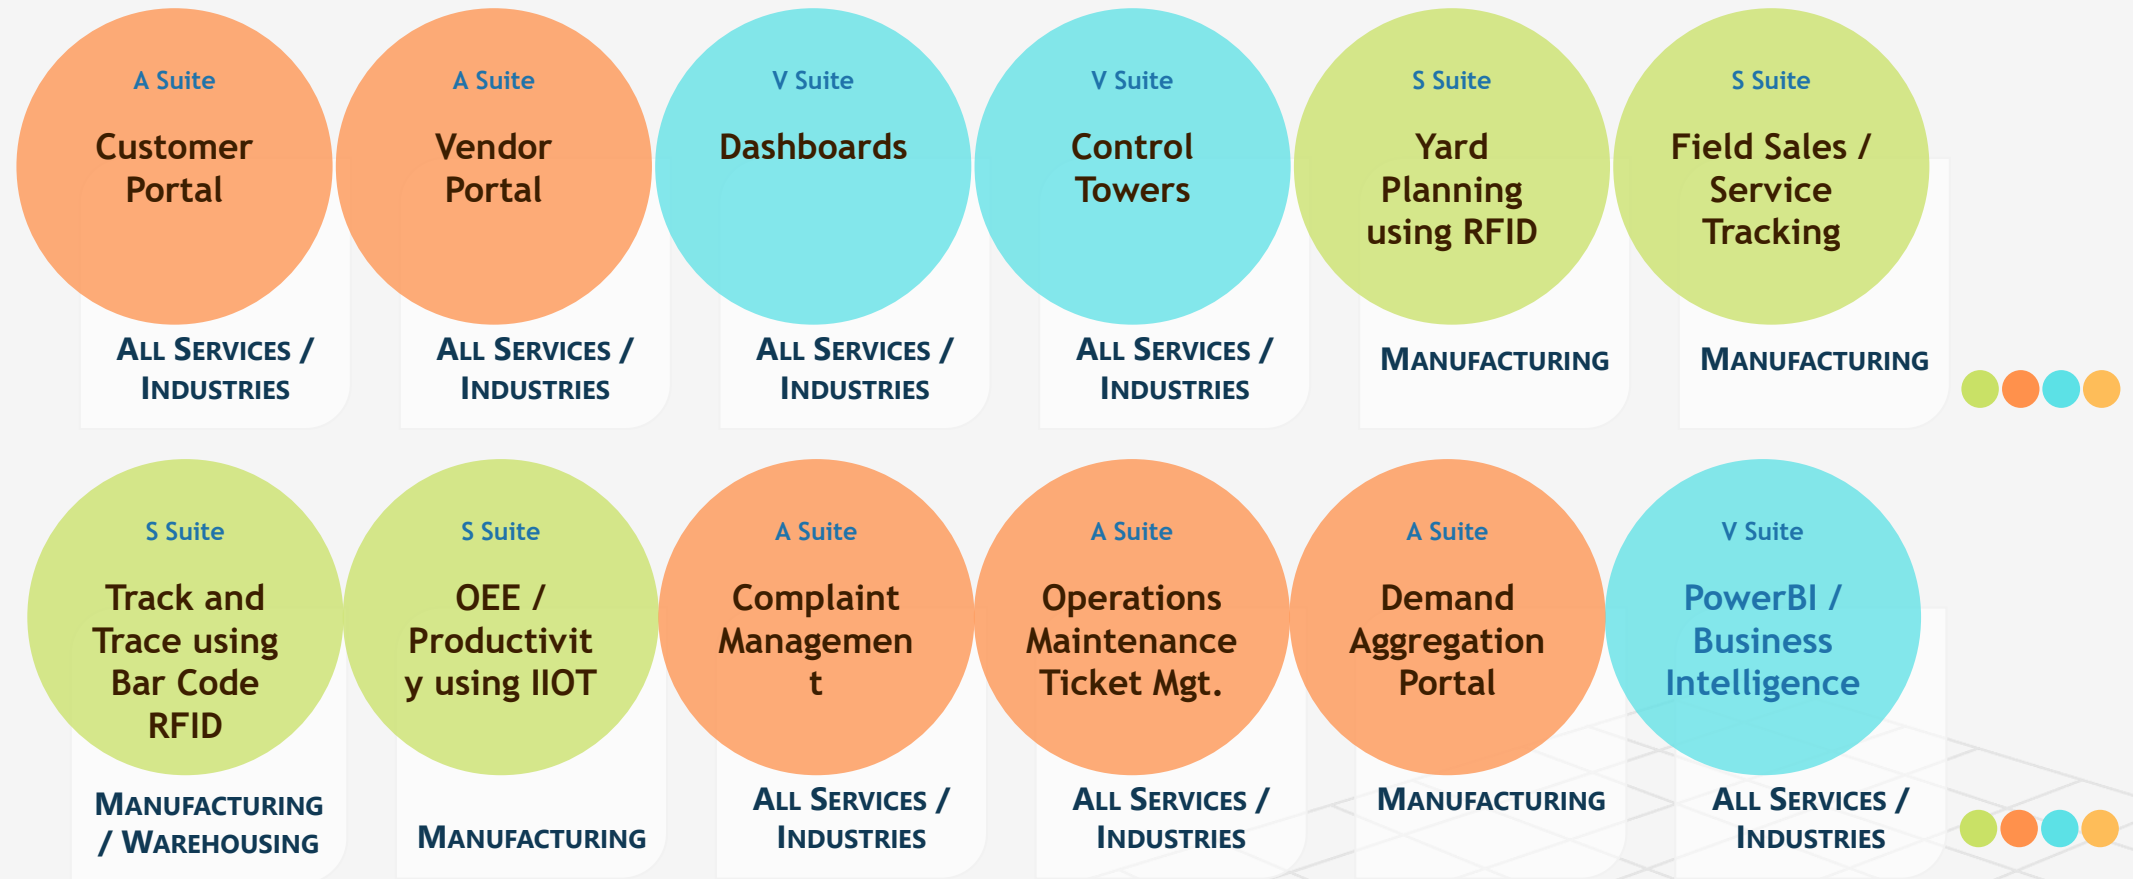 A Suite
Customer
Portal
ALL SERVICES /
INDUSTRIES
A Suite
Vendor
Portal
ALL SERVICES /
INDUSTRIES
V Suite
Dashboards
ALL SERVICES /
INDUSTRIES
V Suite
Control
Towers
ALL SERVICES /
INDUSTRIES
S Suite
Yard
Planning
using RFID
MANUFACTURING
S Suite
Field Sales /
Service
Tracking
MANUFACTURING
S Suite
Track and
Trace using
Bar Code
RFID
MANUFACTURING
/ WAREHOUSING
S Suite
OEE /
Productivit
y using IIOT
MANUFACTURING
A Suite
Complaint
Managemen
t
ALL SERVICES /
INDUSTRIES
A Suite
Operations
Maintenance
Ticket Mgt.
ALL SERVICES /
INDUSTRIES
A Suite
Demand
Aggregation
Portal
MANUFACTURING
V Suite
PowerBI /
Business
Intelligence
ALL SERVICES /
INDUSTRIES